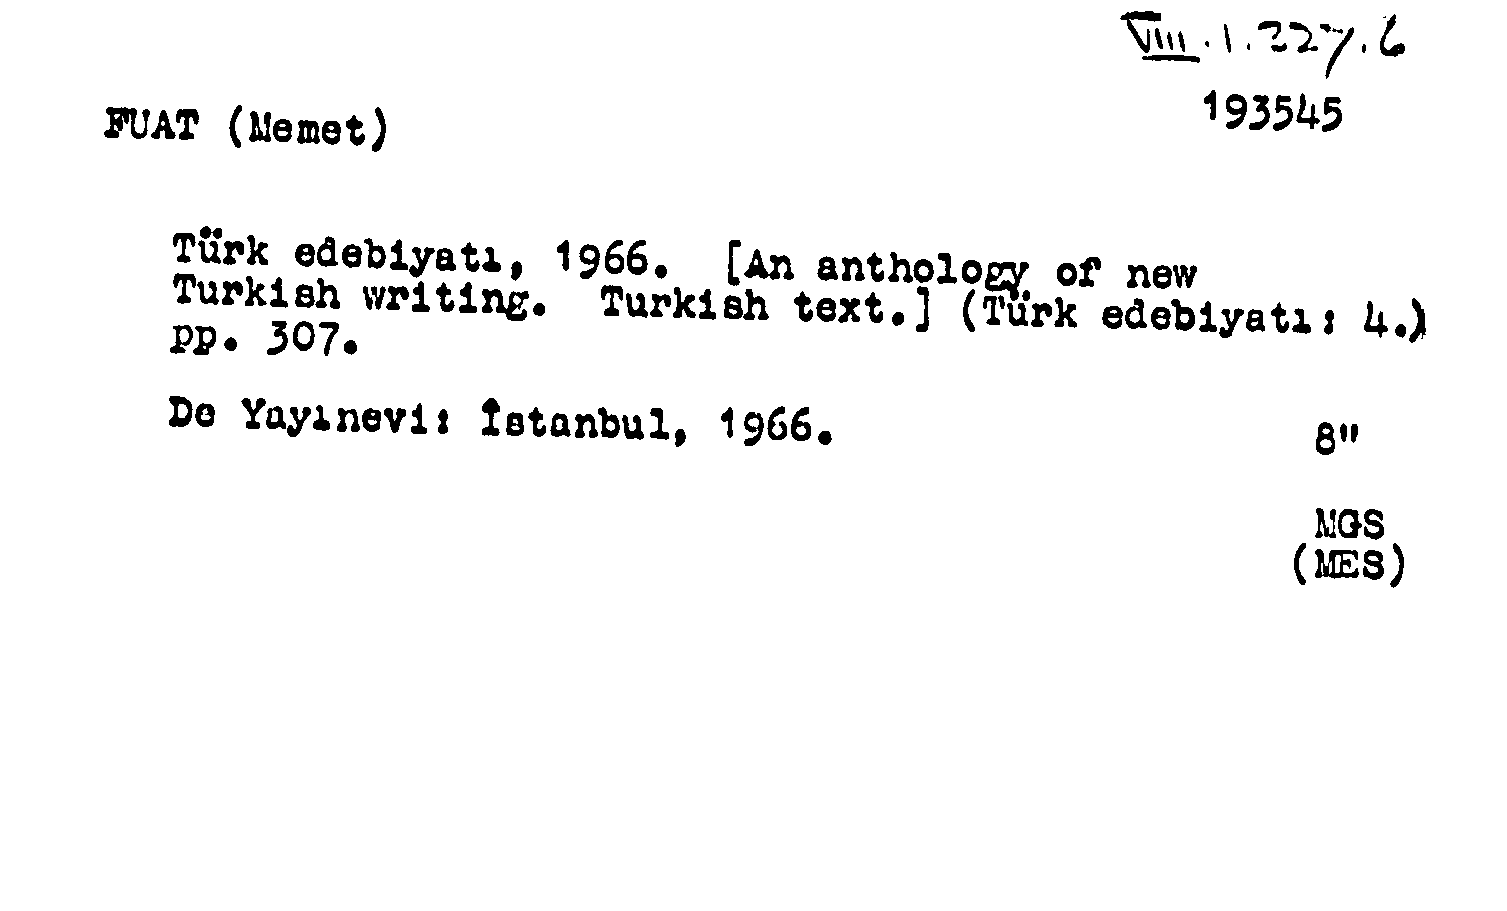 VIII.1.227.6
193545
FUAT (Memet)
Türk edebiyatı, 1966. [An anthology of new
Turkish writing. Turkish text.] (Türk edebiyatı: 4.)
pp. 307.
De Yayınevi: İstanbul, 1966.
8"
MGS
(MES)